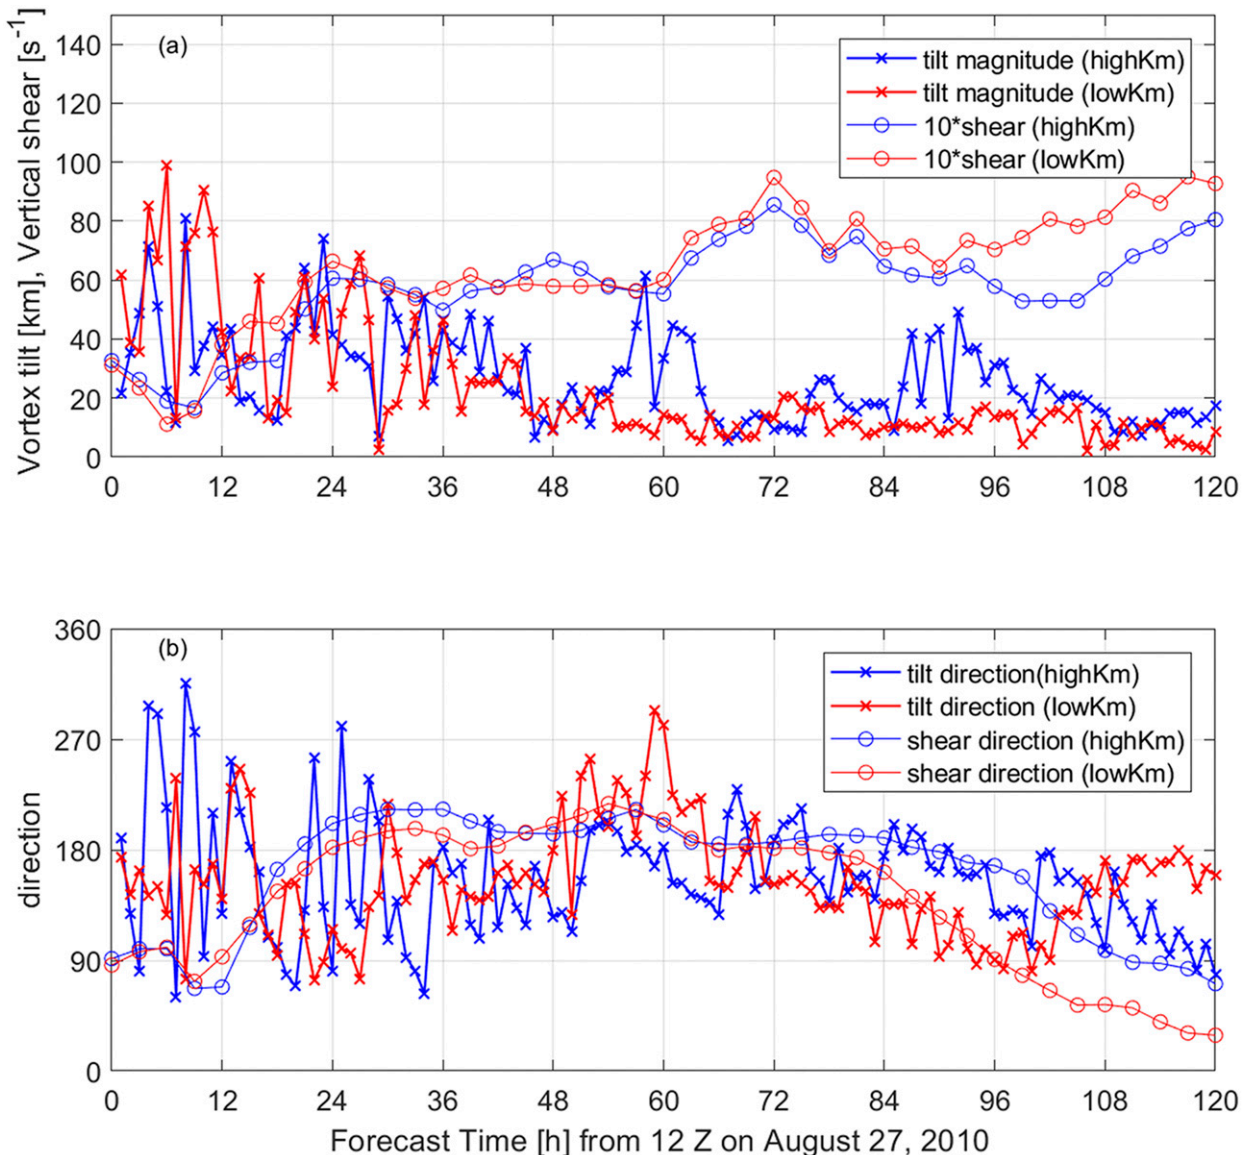 Vortex tilt [km], Vertical shear [s⁻¹]
(a)
140
120
100
80
60
40
20
0
tilt magnitude (highKm)
tilt magnitude (lowKm)
10*shear (highKm)
10*shear (lowKm)
0 12 24 36 48 60 72 84 96 108 120
direction
(b)
360
270
180
90
0
tilt direction(highKm)
tilt direction (lowKm)
shear direction (highKm)
shear direction (lowKm)
0 12 24 36 48 60 72 84 96 108 120
Forecast Time [h] from 12 Z on August 27, 2010